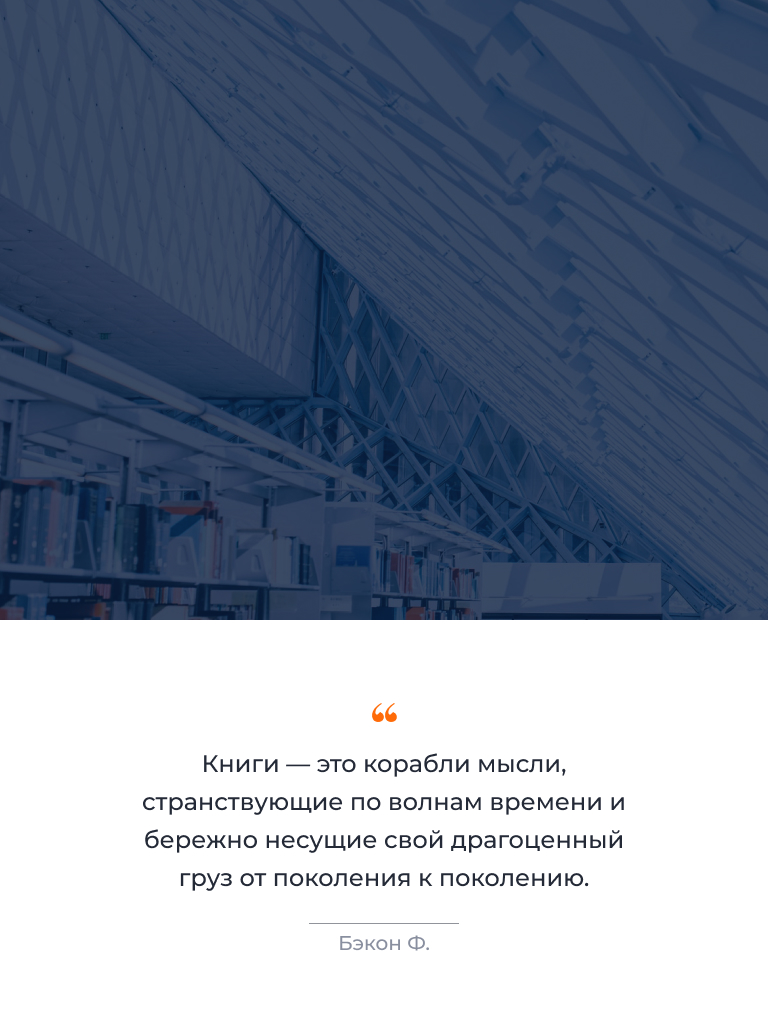 “
Книги — это корабли мысли,
странствующие по волнам времени и
бережно несущие свой драгоценный
груз от поколения к поколению.
Бэкон Ф.